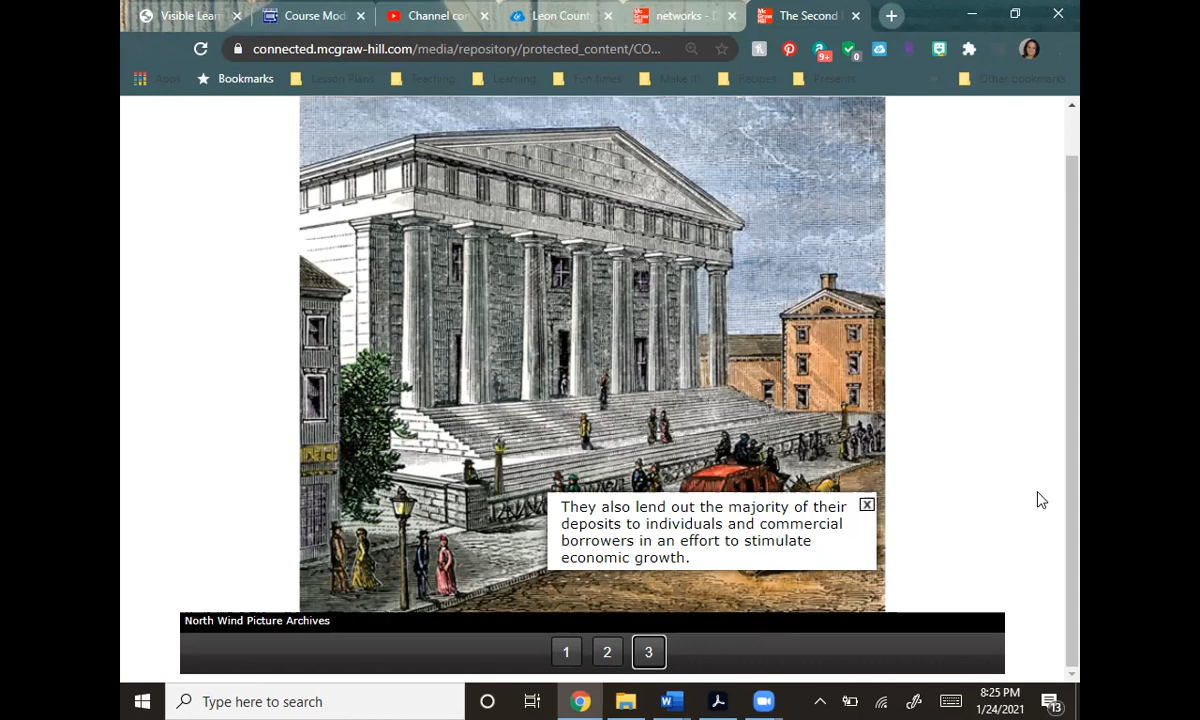 Visible Lear
Course Mod
Channel co
Leon Count
networks - D
The Second
connected.mcgraw-hill.com/media/repository/protected_content/CO...
9+
0
Apps
Bookmarks
Lesson Plans
Teaching
Learning
Fun times
Make it!
Recipes
Presents
Other bookmarks
They also lend out the majority of their
deposits to individuals and commercial
borrowers in an effort to stimulate
economic growth.
X
North Wind Picture Archives
1 2 3
Type here to search
8:25 PM
1/24/2021
13